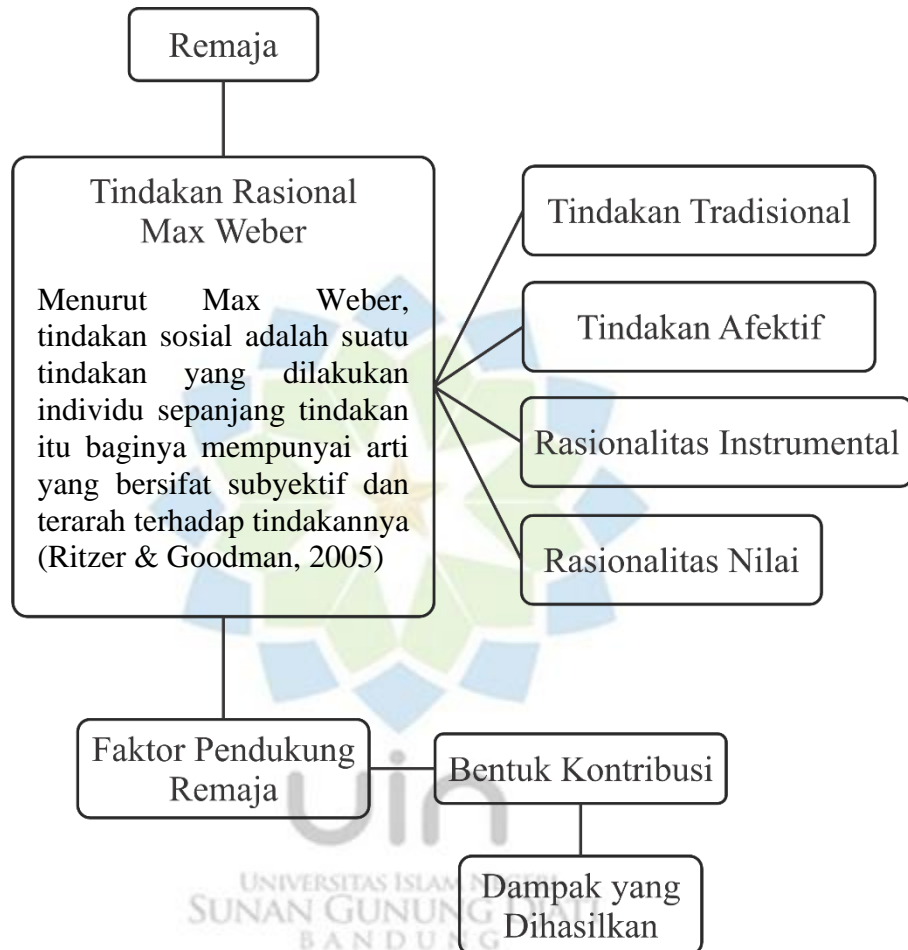 Remaja
Tindakan Rasional
Max Weber
Menurut Max Weber,
tindakan sosial adalah suatu
tindakan yang dilakukan
individu sepanjang tindakan
itu baginya mempunyai arti
yang bersifat subyektif dan
terarah terhadap tindakannya
(Ritzer & Goodman, 2005)
Tindakan Tradisional
Tindakan Afektif
Rasionalitas Instrumental
Rasionalitas Nilai
Faktor Pendukung
Remaja
Bentuk Kontribusi
Dampak yang
Dihasilkan
uin
UNIVERSITAS ISLAM NEGERI
SUNAN GUNUNG DJATI
BANDUNG